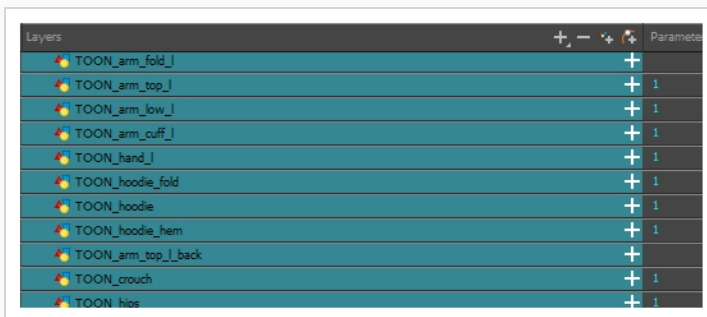 Layers Paramete
TOON_arm_fold_l
TOON_arm_top_l 1
TOON_arm_low_l 1
TOON_arm_cuff_l 1
TOON_hand_l 1
TOON_hoodie_fold 1
TOON_hoodie 1
TOON_hoodie_hem 1
TOON_arm_top_l_back
TOON_crouch 1
TOON_hips 1